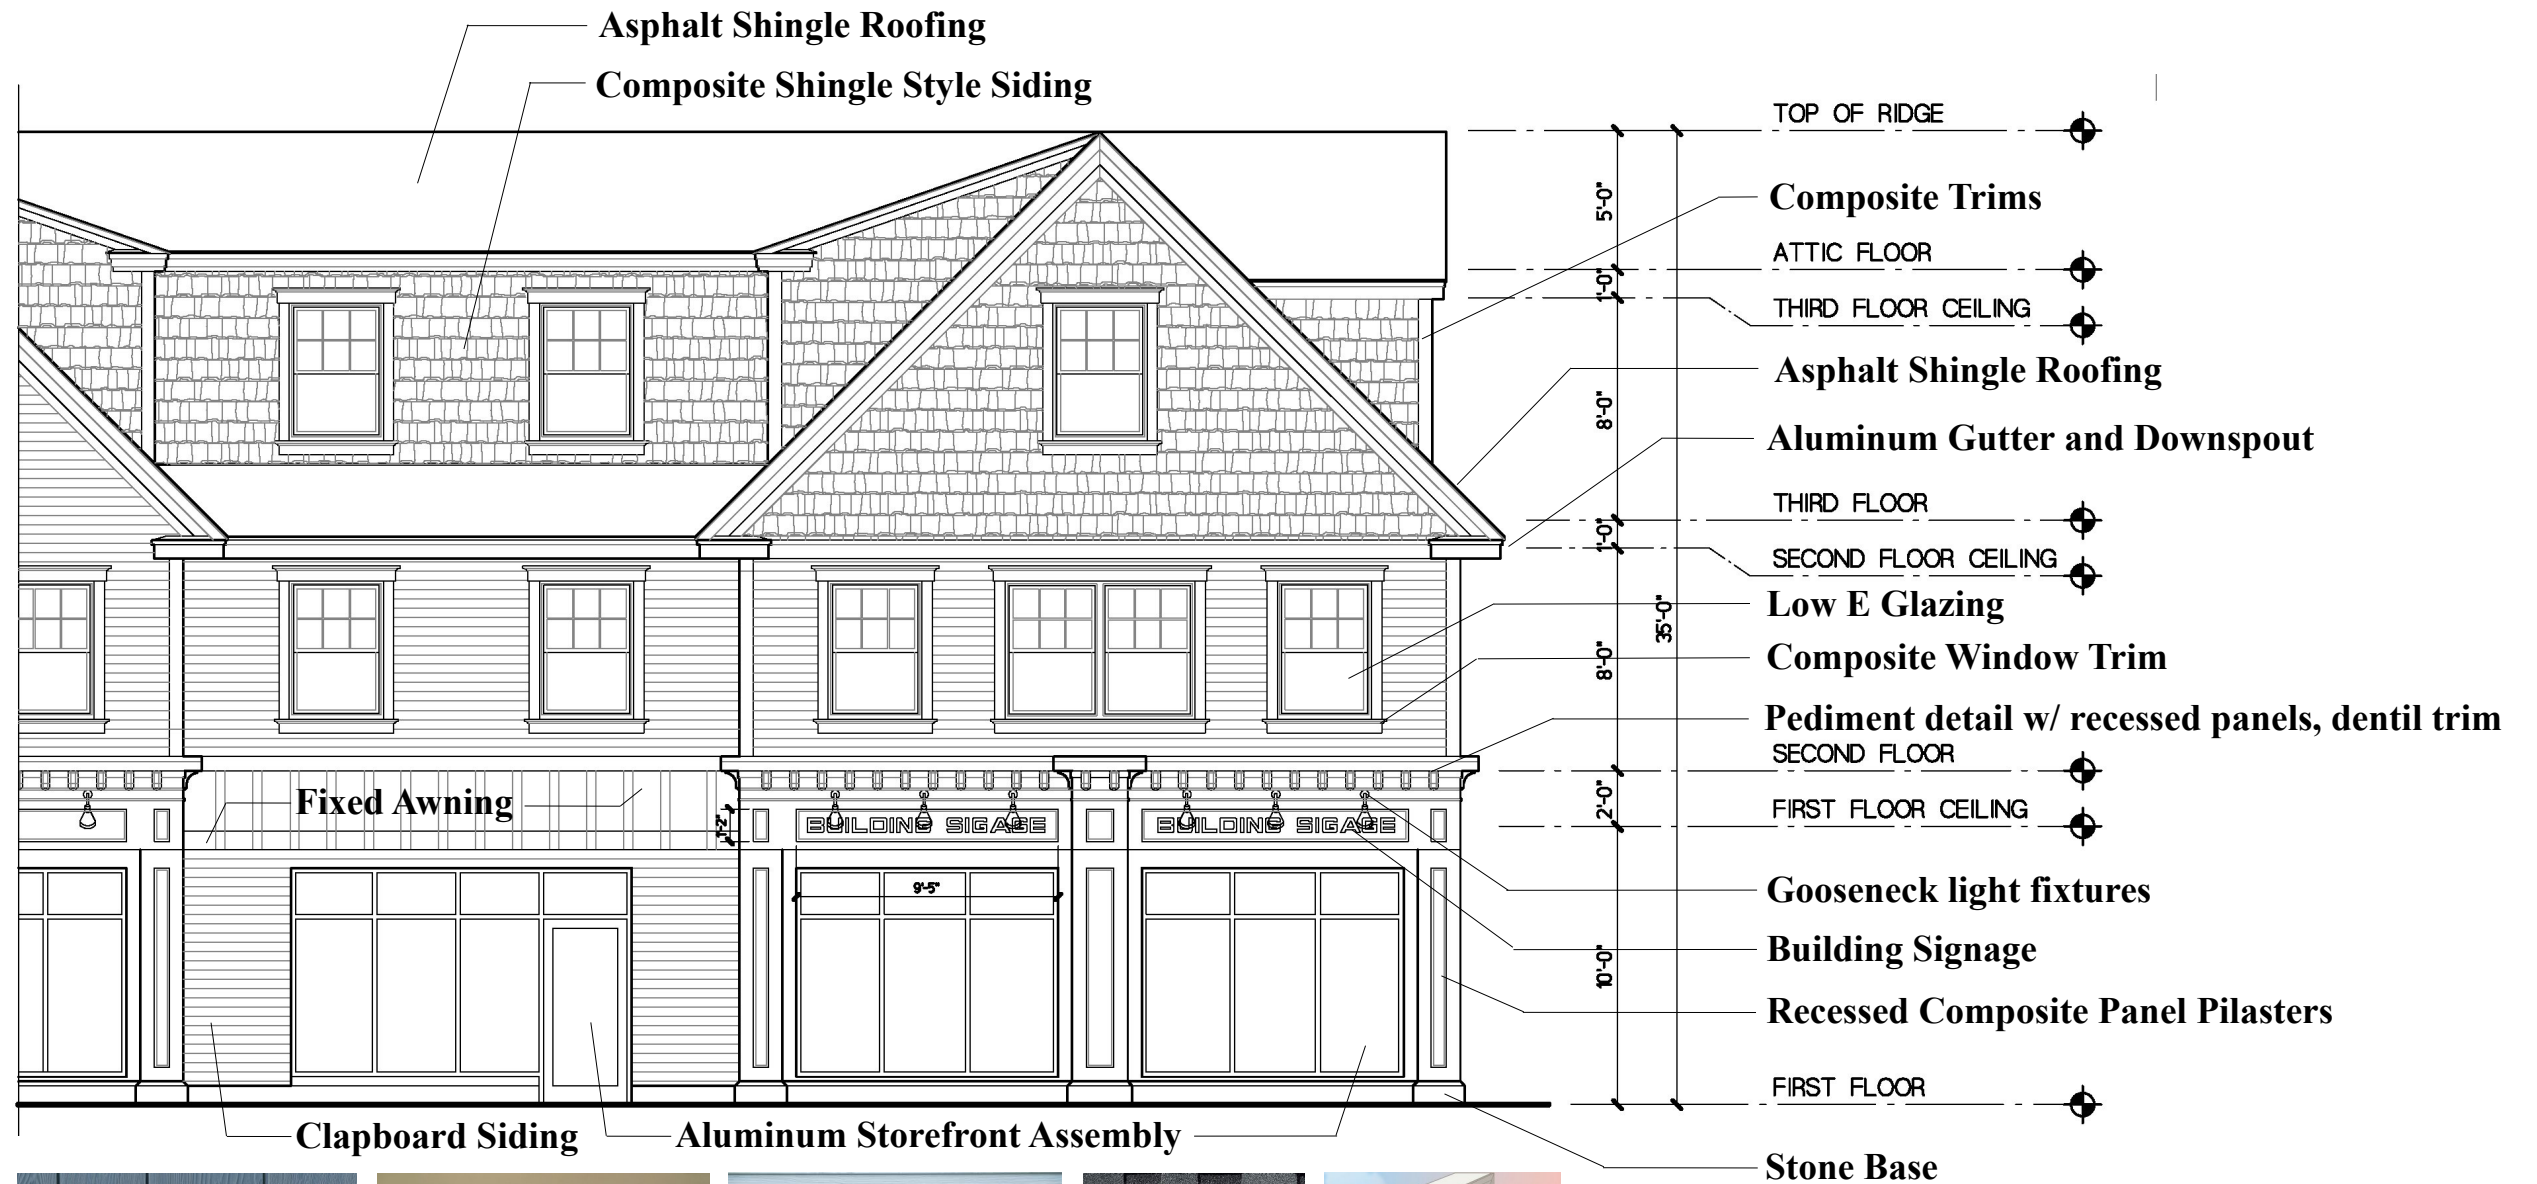 Asphalt Shingle Roofing
Composite Shingle Style Siding
TOP OF RIDGE
5'-0"
Composite Trims
ATTIC FLOOR
1'-0"
THIRD FLOOR CEILING
Asphalt Shingle Roofing
8'-0"
Aluminum Gutter and Downspout
THIRD FLOOR
1'-0"
SECOND FLOOR CEILING
Low E Glazing
35'-0"
8'-0"
Composite Window Trim
Pediment detail w/ recessed panels, dentil trim
SECOND FLOOR
Fixed Awning
1'-2"
BUILDING SIGAGE
BUILDING SIGAGE
2'-0"
FIRST FLOOR CEILING
9'-5"
Gooseneck light fixtures
Building Signage
10'-0"
Recessed Composite Panel Pilasters
FIRST FLOOR
Clapboard Siding
Aluminum Storefront Assembly
Stone Base